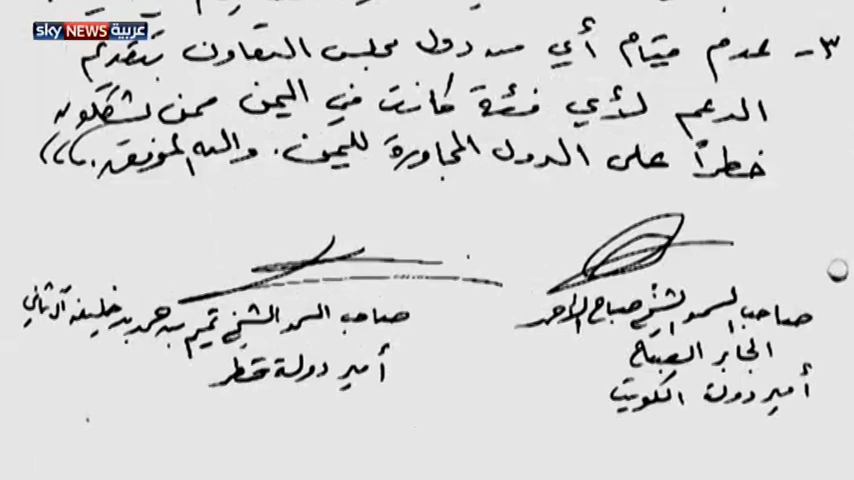 sky NEWS عربية
٣- عدم قيام أي من دول مجلس التعاون بتقديم
الدعم لأي فئة كانت في اليمن ممن يشكلون
خطراً على الدول المجاورة لليمن. والله الموفق،،،
صاحب السمو الشيخ صباح الأحمد
الجابر الصباح
أمير دولة الكويت
صاحب السمو الشيخ تميم بن حمد بن خليفة آل ثاني
أمير دولة قطر